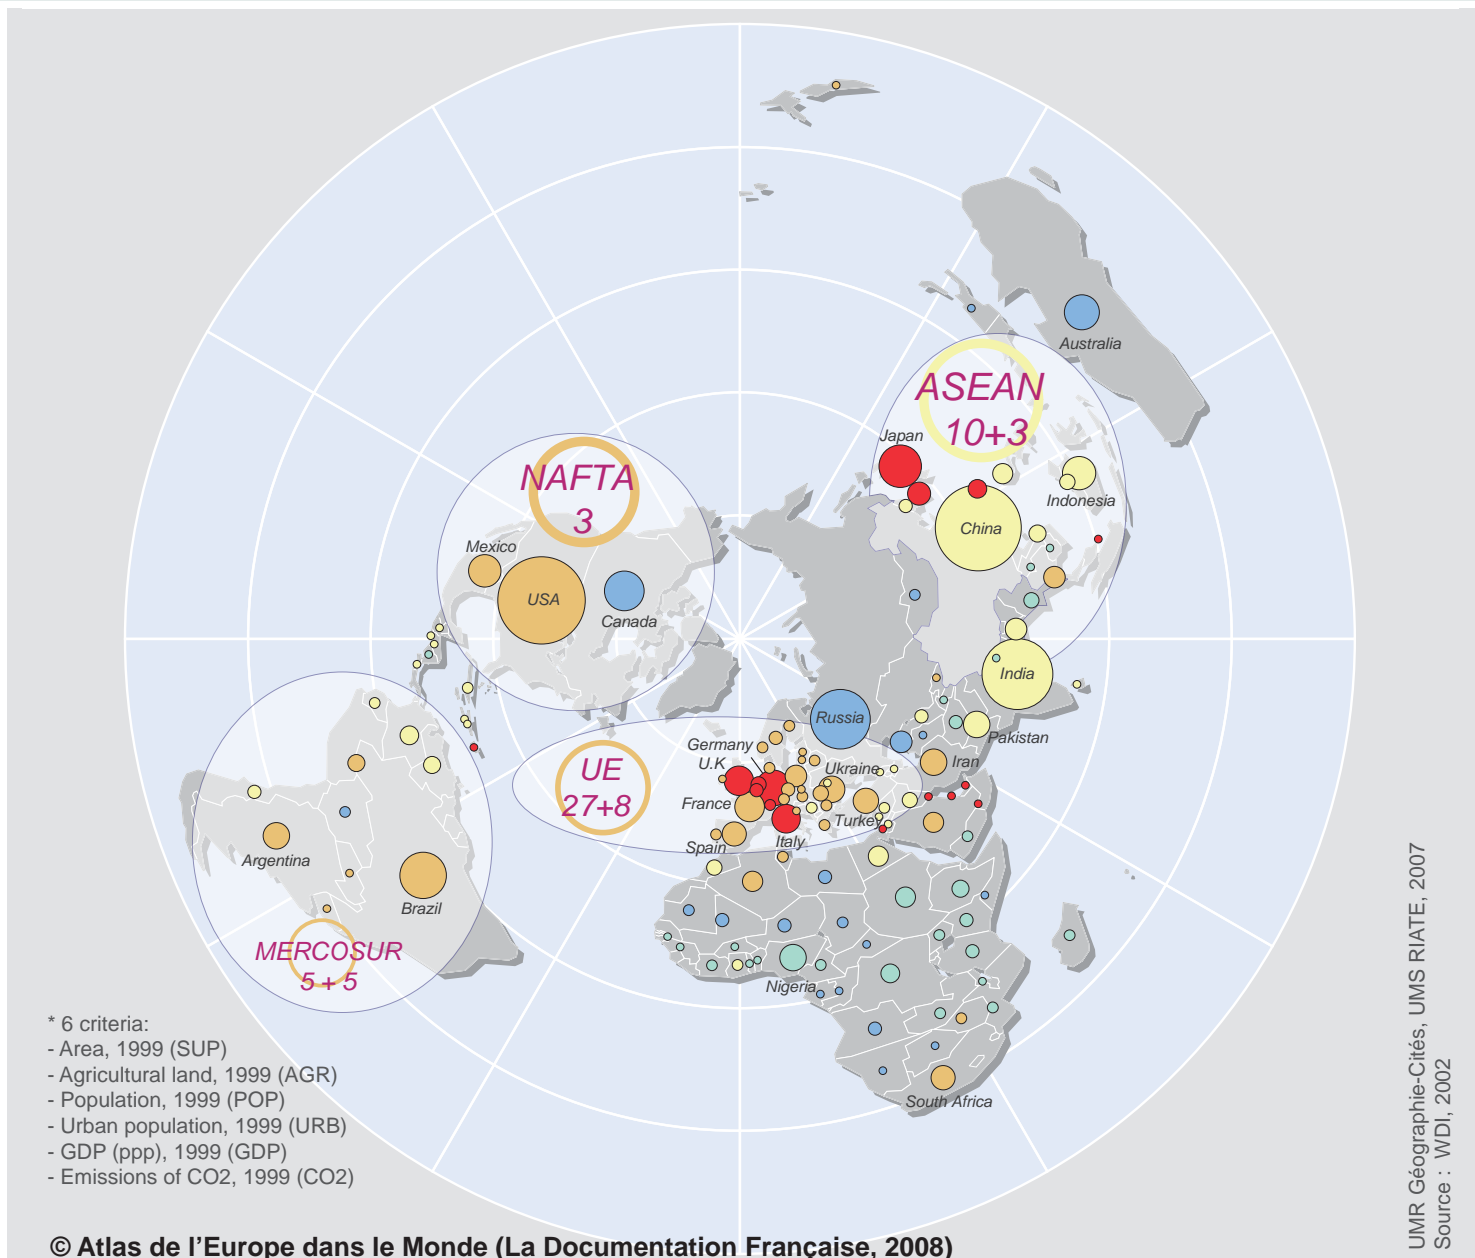 Australia
ASEAN
10+3
Japan
Indonesia
China
NAFTA
3
Mexico
USA
Canada
India
Russia
Pakistan
Germany
U.K
Iran
UE
27+8
Ukraine
France
Turkey
Spain
Italy
Argentina
Brazil
MERCOSUR
5+5
Nigeria
South Africa
* 6 criteria:
- Area, 1999 (SUP)
- Agricultural land, 1999 (AGR)
- Population, 1999 (POP)
- Urban population, 1999 (URB)
- GDP (ppp), 1999 (GDP)
- Emissions of CO2, 1999 (CO2)
© Atlas de l'Europe dans le Monde (La Documentation Française, 2008)
UMR Géographie-Cités, UMS RIATE, 2007
Source : WDI, 2002